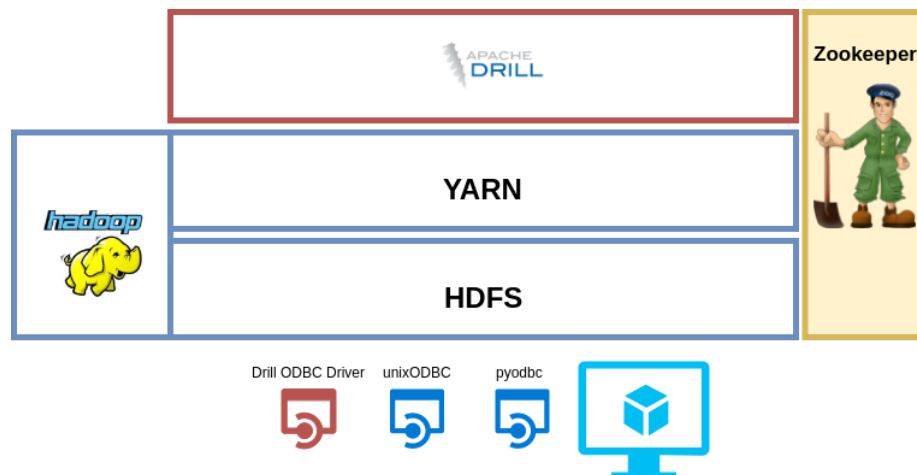 APACHE
DRILL
Zookeeper
YARN
hadoop
HDFS
Drill ODBC Driver
unixODBC
pyodbc